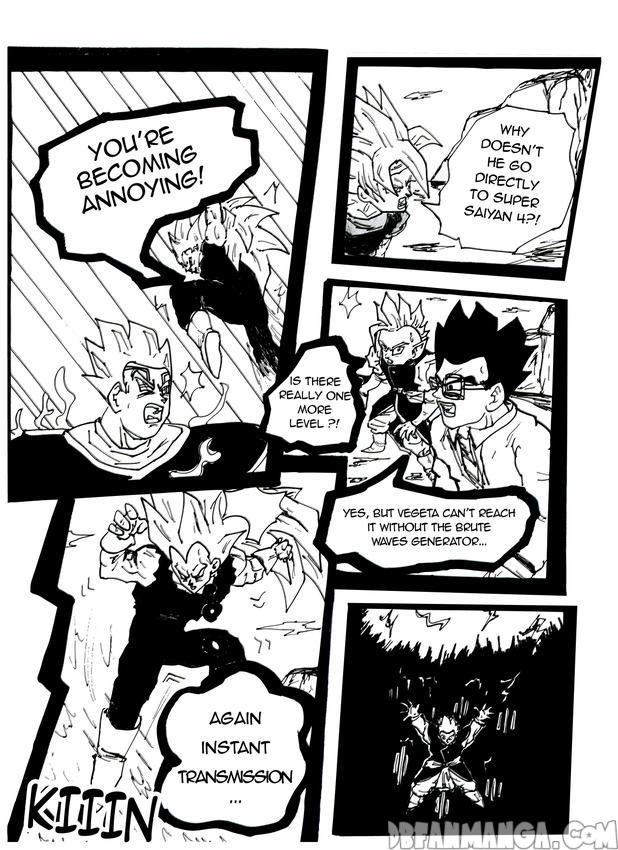 YOU'RE
BECOMING
ANNOYING!
WHY
DOESN'T
HE GO
DIRECTLY
TO SUPER
SAIYAN 4?!
IS THERE
REALLY ONE
MORE
LEVEL ?!
YES, BUT VEGETA CAN'T REACH
IT WITHOUT THE BRUTE
WAVES GENERATOR...
AGAIN
INSTANT
TRANSMISSION
...
KIIIN
DBFANMANGA.COM